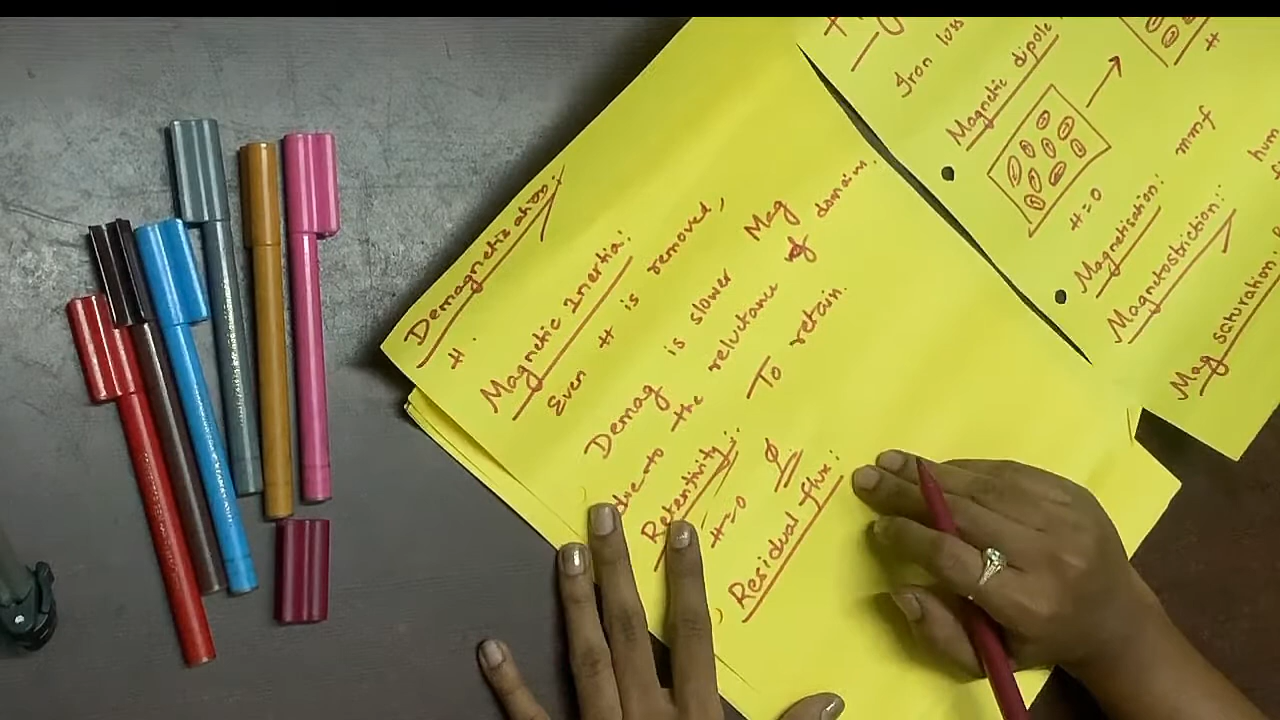 Demagnetization:
H.
Magnetic Inertia:
Even H is removed,
Demag is slower Mag
due to the reluctance of domain.
Retentivity: To retain.
H=0 φ
Residual flux:
Iron loss
Magnetic dipole
H=0
H
Magnetisation: mmf
Magnetostriction: hum
Mag saturation: